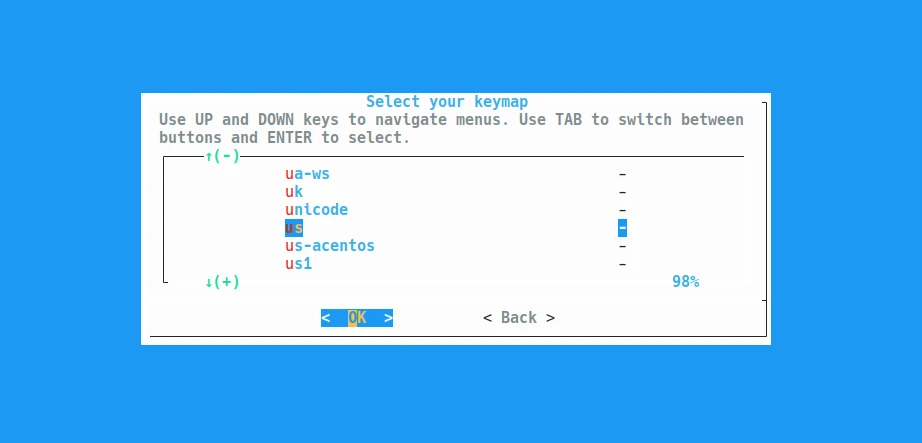 Select your keymap
Use UP and DOWN keys to navigate menus. Use TAB to switch between
buttons and ENTER to select.
↑(-)
ua-ws -
uk -
unicode -
us -
us-acentos -
us1 -
↓(+) 98%
< OK > < Back >